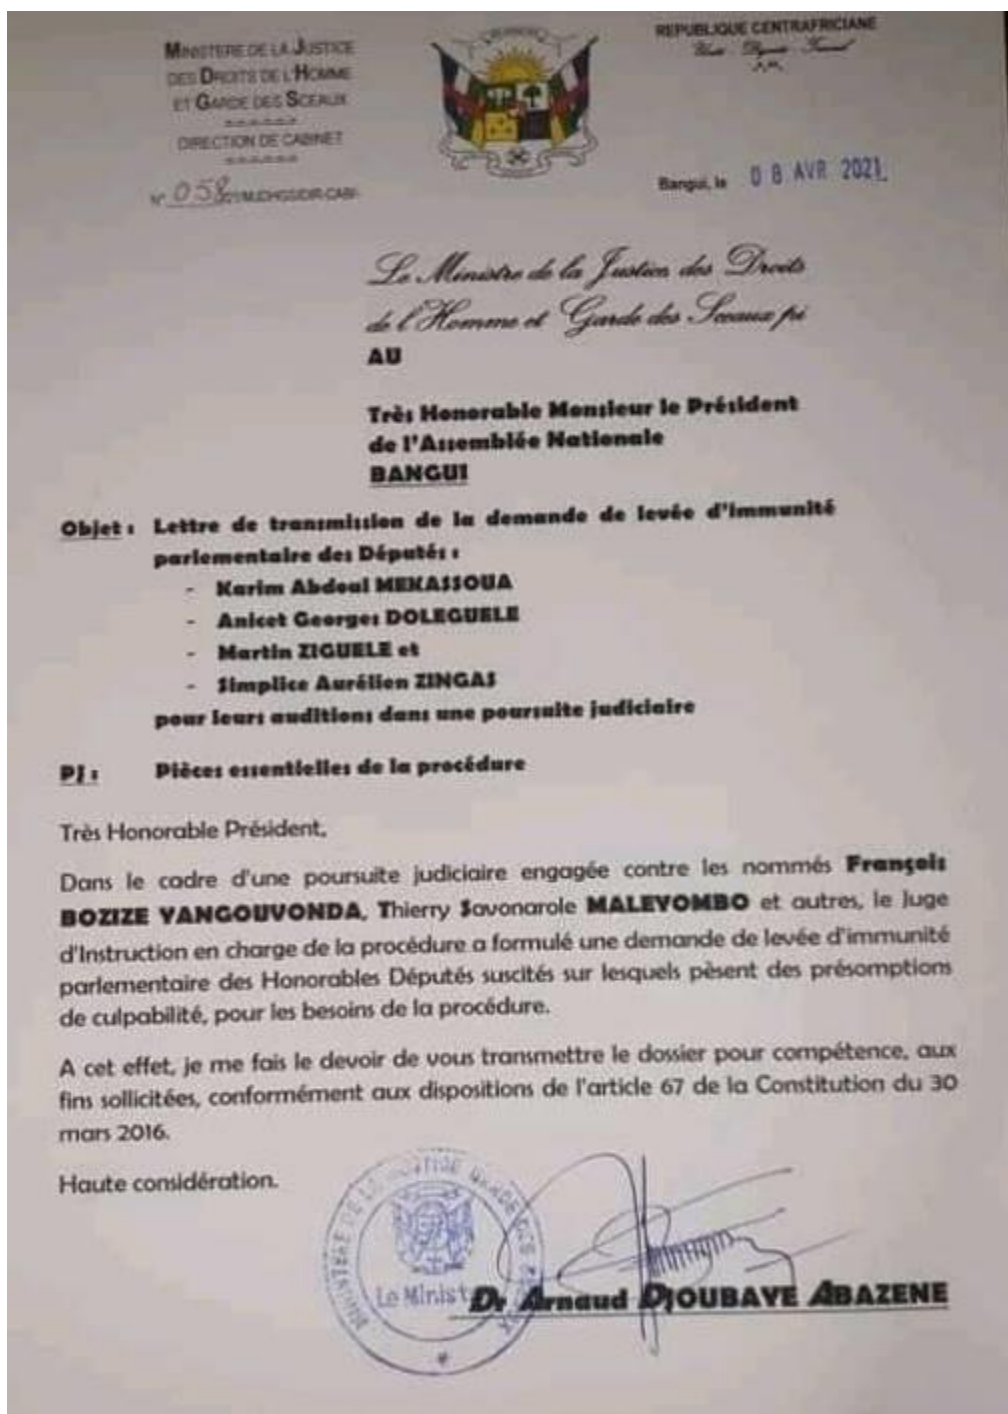 MINISTERE DE LA JUSTICE
DES DROITS DE L'HOMME
ET GARDE DES SCEAUX
DIRECTION DE CABINET
N° 058
REPUBLIQUE CENTRAFRICIANE
Unité - Dignité - Travail
Bangui, le 08 AVR 2021
Le Ministre de la Justice des Droits
de l'Homme et Garde des Sceaux pi
AU
Très Honorable Monsieur le Président
de l'Assemblée Nationale
BANGUI
Objet : Lettre de transmission de la demande de levée d'immunité
parlementaire des Députés :
- Karim Abdoul MEKASSOUA
- Anicet Georges DOLEGUELE
- Martin ZIGUELE et
- Simplice Aurélien ZINGAS
pour leurs auditions dans une poursuite judiciaire
PJ : Pièces essentielles de la procédure
Très Honorable Président,
Dans le cadre d'une poursuite judiciaire engagée contre les nommés François
BOZIZE YANGOUVONDA, Thierry Savonarole MALEYOMBO et autres, le Juge
d'Instruction en charge de la procédure a formulé une demande de levée d'immunité
parlementaire des Honorables Députés suscités sur lesquels pèsent des présomptions
de culpabilité, pour les besoins de la procédure.
A cet effet, je me fais le devoir de vous transmettre le dossier pour compétence, aux
fins sollicitées, conformément aux dispositions de l'article 67 de la Constitution du 30
mars 2016.
Haute considération.
Le Minist
Dr Arnaud DJOUBAYE ABAZENE